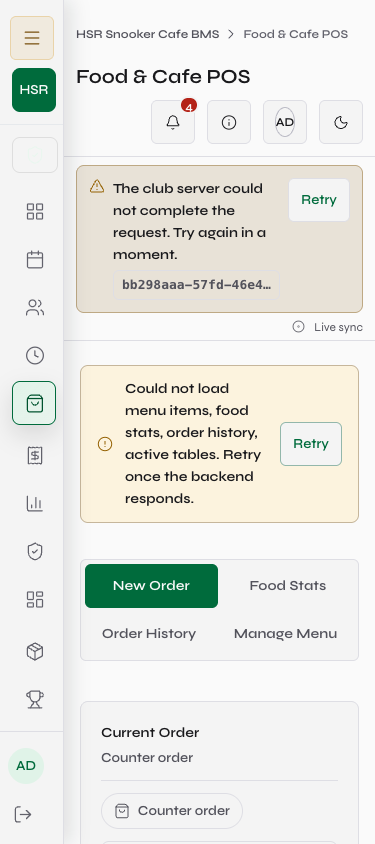 HSR Snooker Cafe BMS > Food & Cafe POS
HSR
Food & Cafe POS
4
AD
The club server could
not complete the
request. Try again in a
moment.
Retry
bb298aaa-57fd-46e4…
Live sync
Could not load
menu items, food
stats, order history,
active tables. Retry
once the backend
responds.
Retry
New Order
Food Stats
Order History
Manage Menu
Current Order
Counter order
Counter order
AD